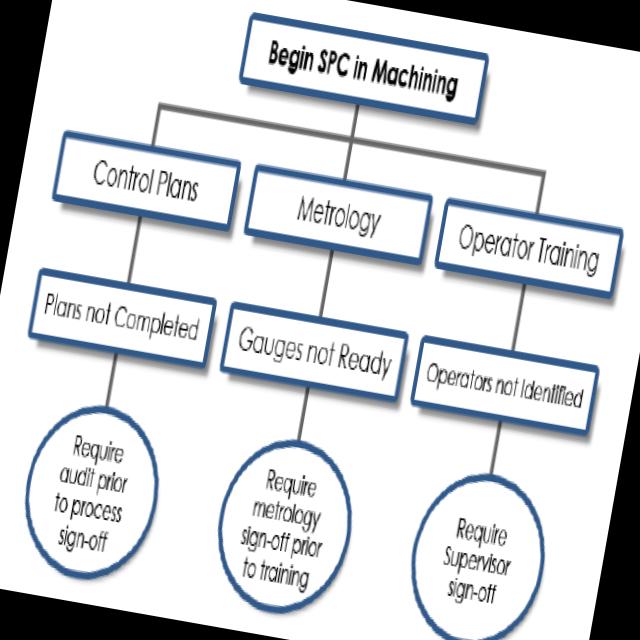 Begin SPC in Machining
Control Plans
Metrology
Operator Training
Plans not Completed
Gauges not Ready
Operators not Identified
Require
audit prior
to process
sign-off
Require
metrology
sign-off prior
to training
Require
Supervisor
sign-off